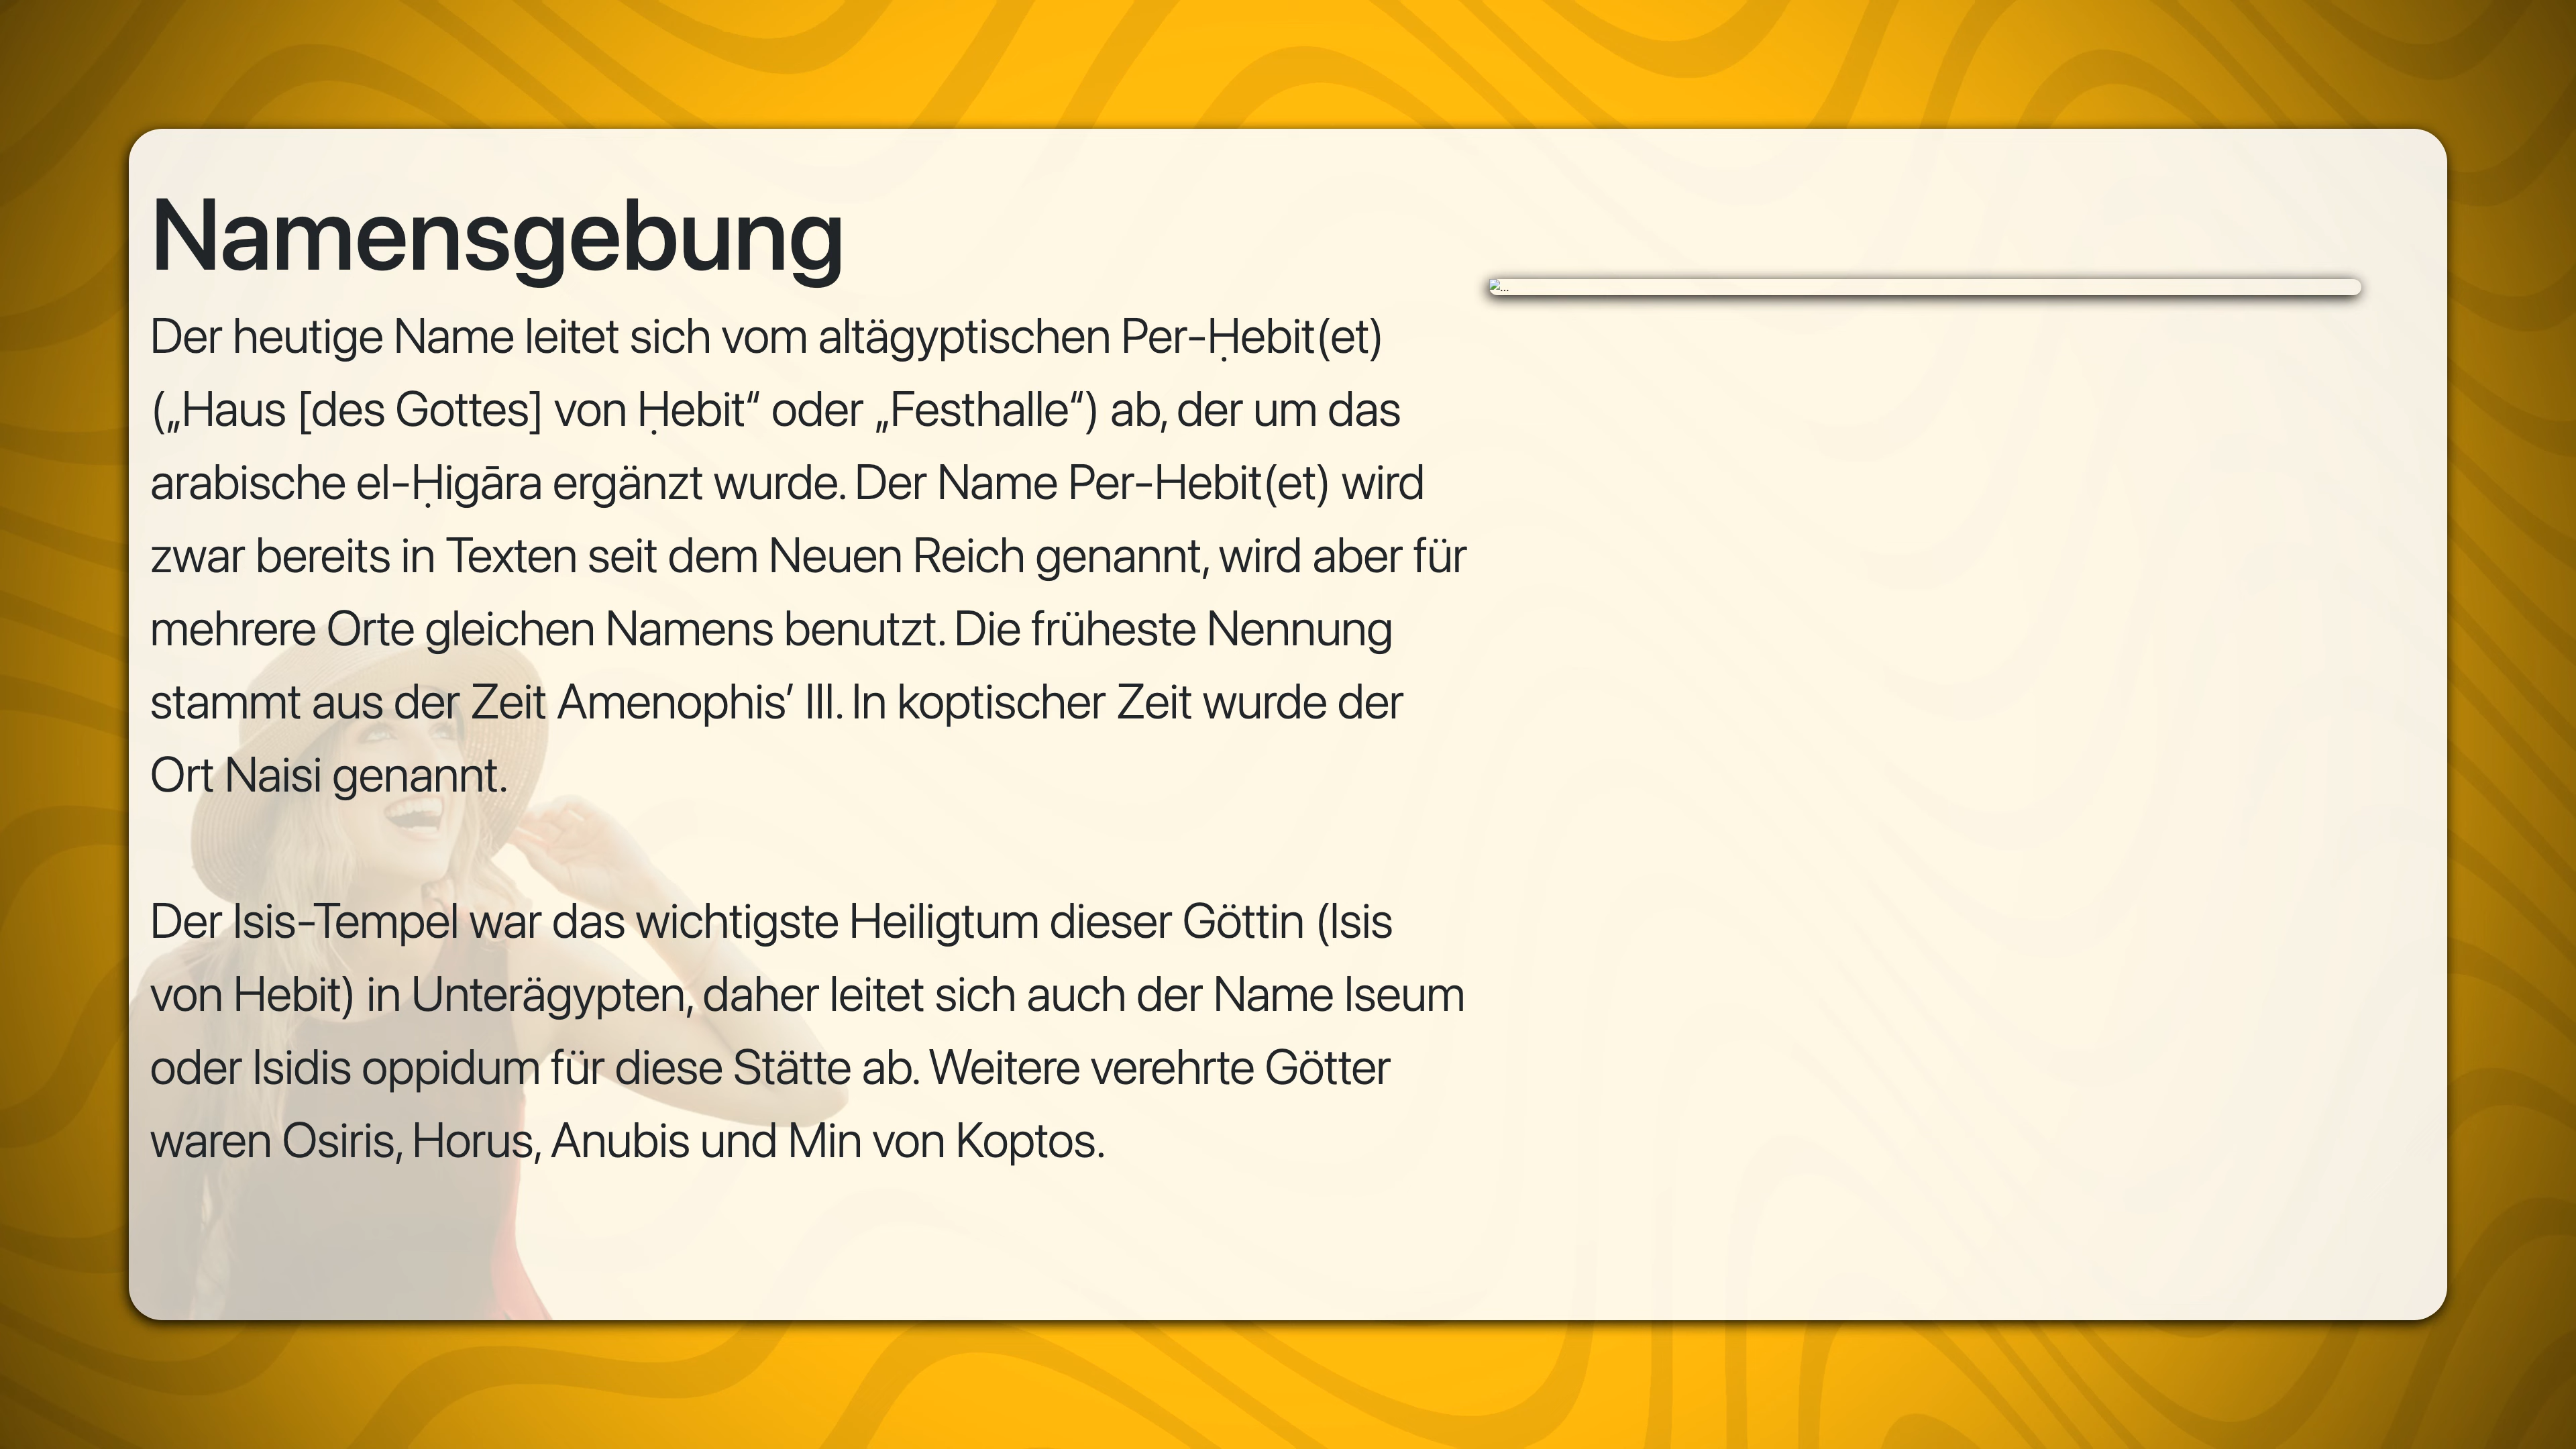 Namensgebung
Der heutige Name leitet sich vom altägyptischen Per-Ḥebit(et)
(„Haus [des Gottes] von Ḥebit“ oder „Festhalle“) ab, der um das
arabische el-Ḥigāra ergänzt wurde. Der Name Per-Hebit(et) wird
zwar bereits in Texten seit dem Neuen Reich genannt, wird aber für
mehrere Orte gleichen Namens benutzt. Die früheste Nennung
stammt aus der Zeit Amenophis’ III. In koptischer Zeit wurde der
Ort Naisi genannt.
Der Isis-Tempel war das wichtigste Heiligtum dieser Göttin (Isis
von Hebit) in Unterägypten, daher leitet sich auch der Name Iseum
oder Isidis oppidum für diese Stätte ab. Weitere verehrte Götter
waren Osiris, Horus, Anubis und Min von Koptos.
...